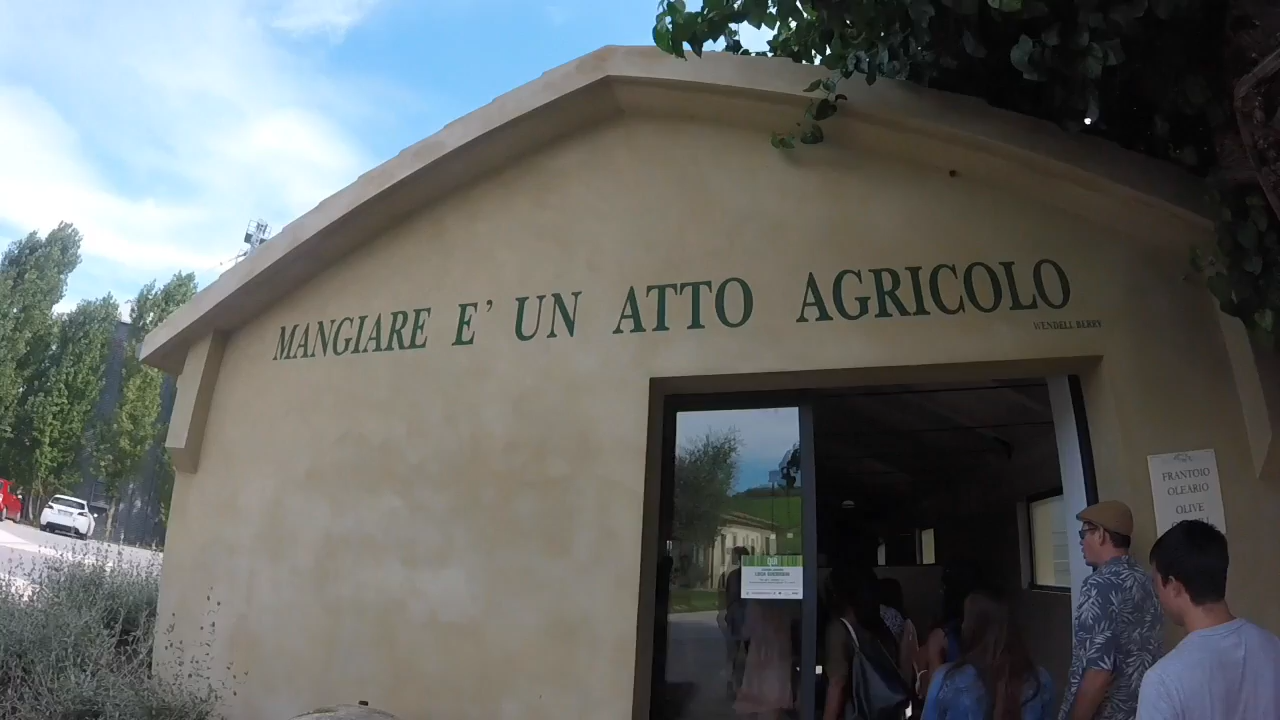 MANGIARE E' UN ATTO AGRICOLO
WENDELL BERRY
FRANTOIO
OLEARIO
OLIVE